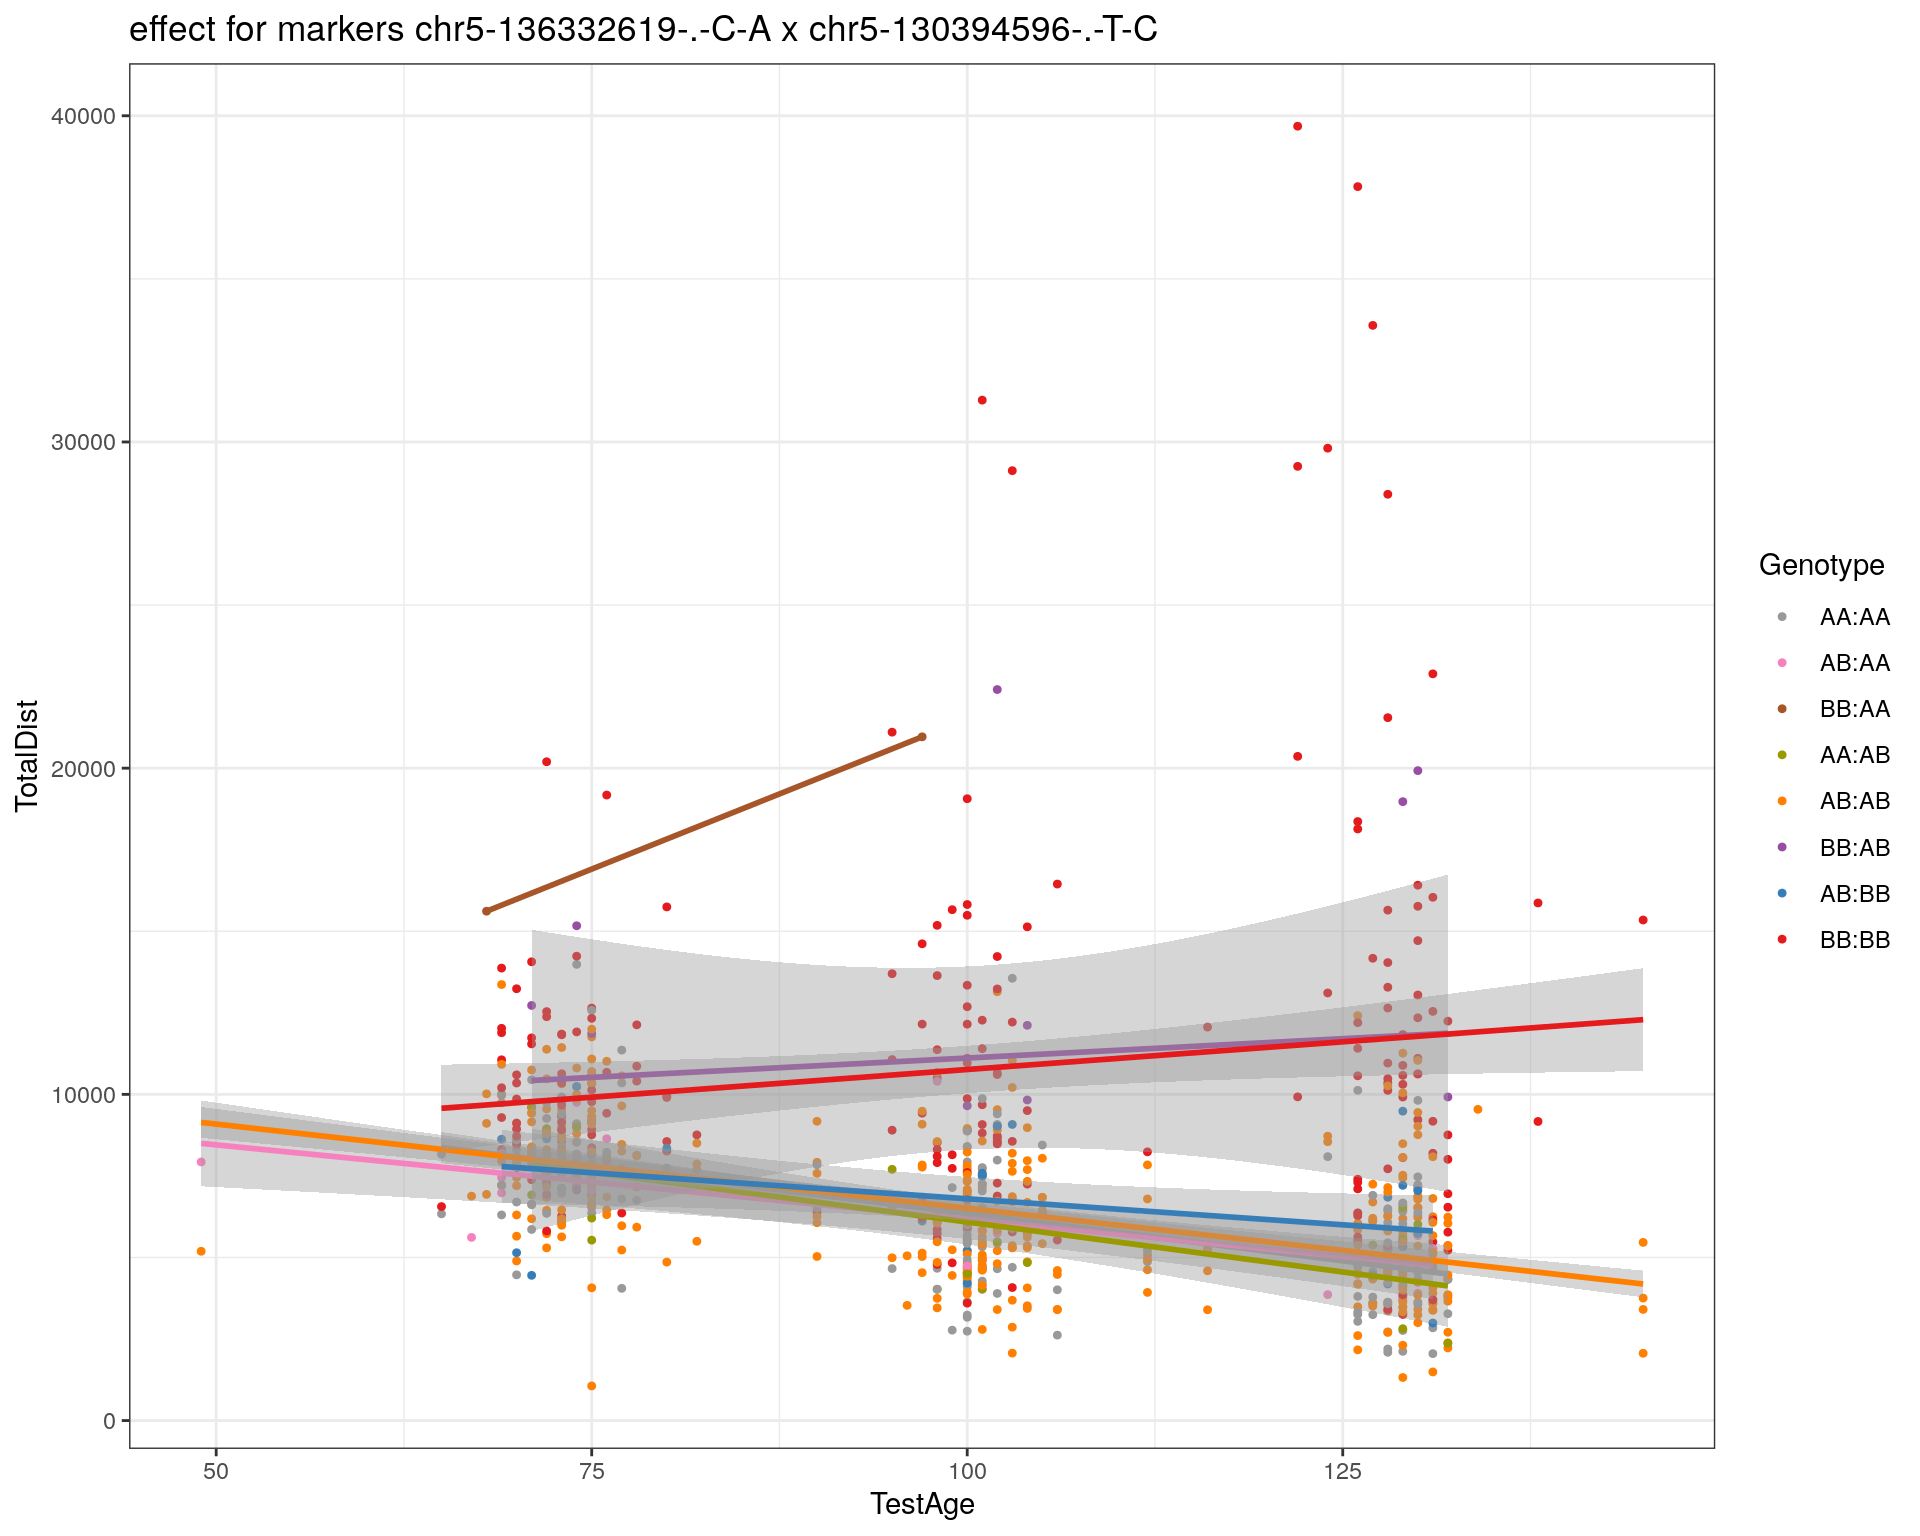 effect for markers chr5-136332619-.-C-A x chr5-130394596-.-T-C
40000
30000
20000
10000
0
TotalDist
50
75
100
125
TestAge
Genotype
AA:AA
AB:AA
BB:AA
AA:AB
AB:AB
BB:AB
AB:BB
BB:BB